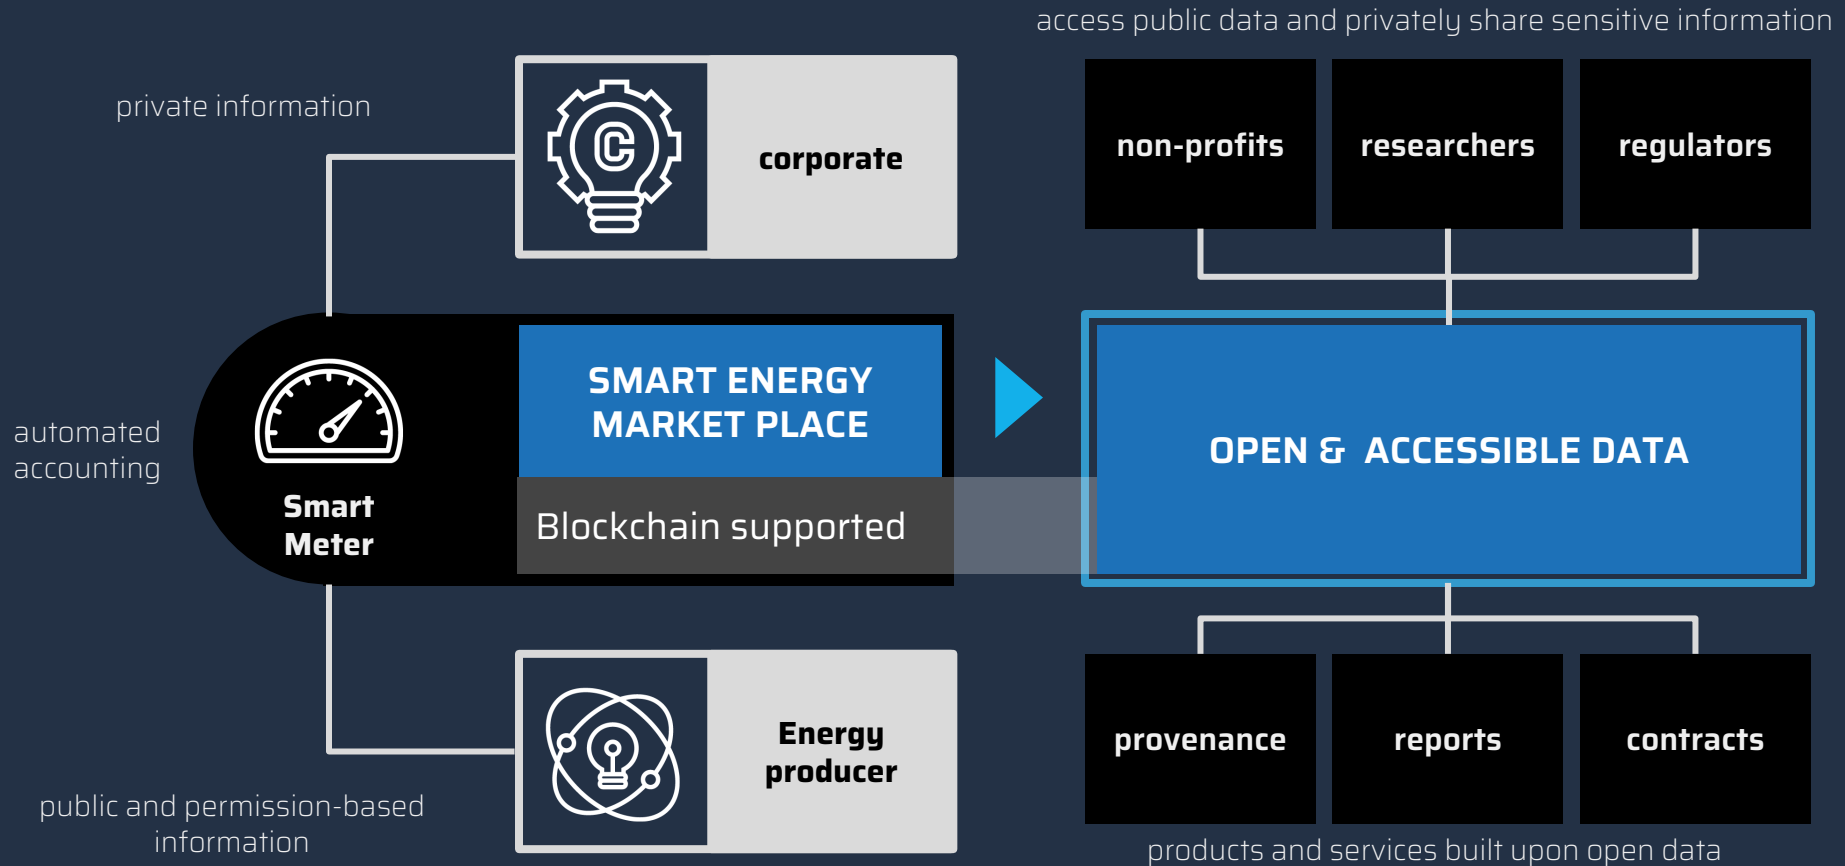 access public data and privately share sensitive information
private information
C
corporate
non-profits
researchers
regulators
SMART ENERGY
MARKET PLACE
OPEN & ACCESSIBLE DATA
automated
accounting
Smart
Meter
Blockchain supported
Energy
producer
provenance
reports
contracts
public and permission-based
information
products and services built upon open data